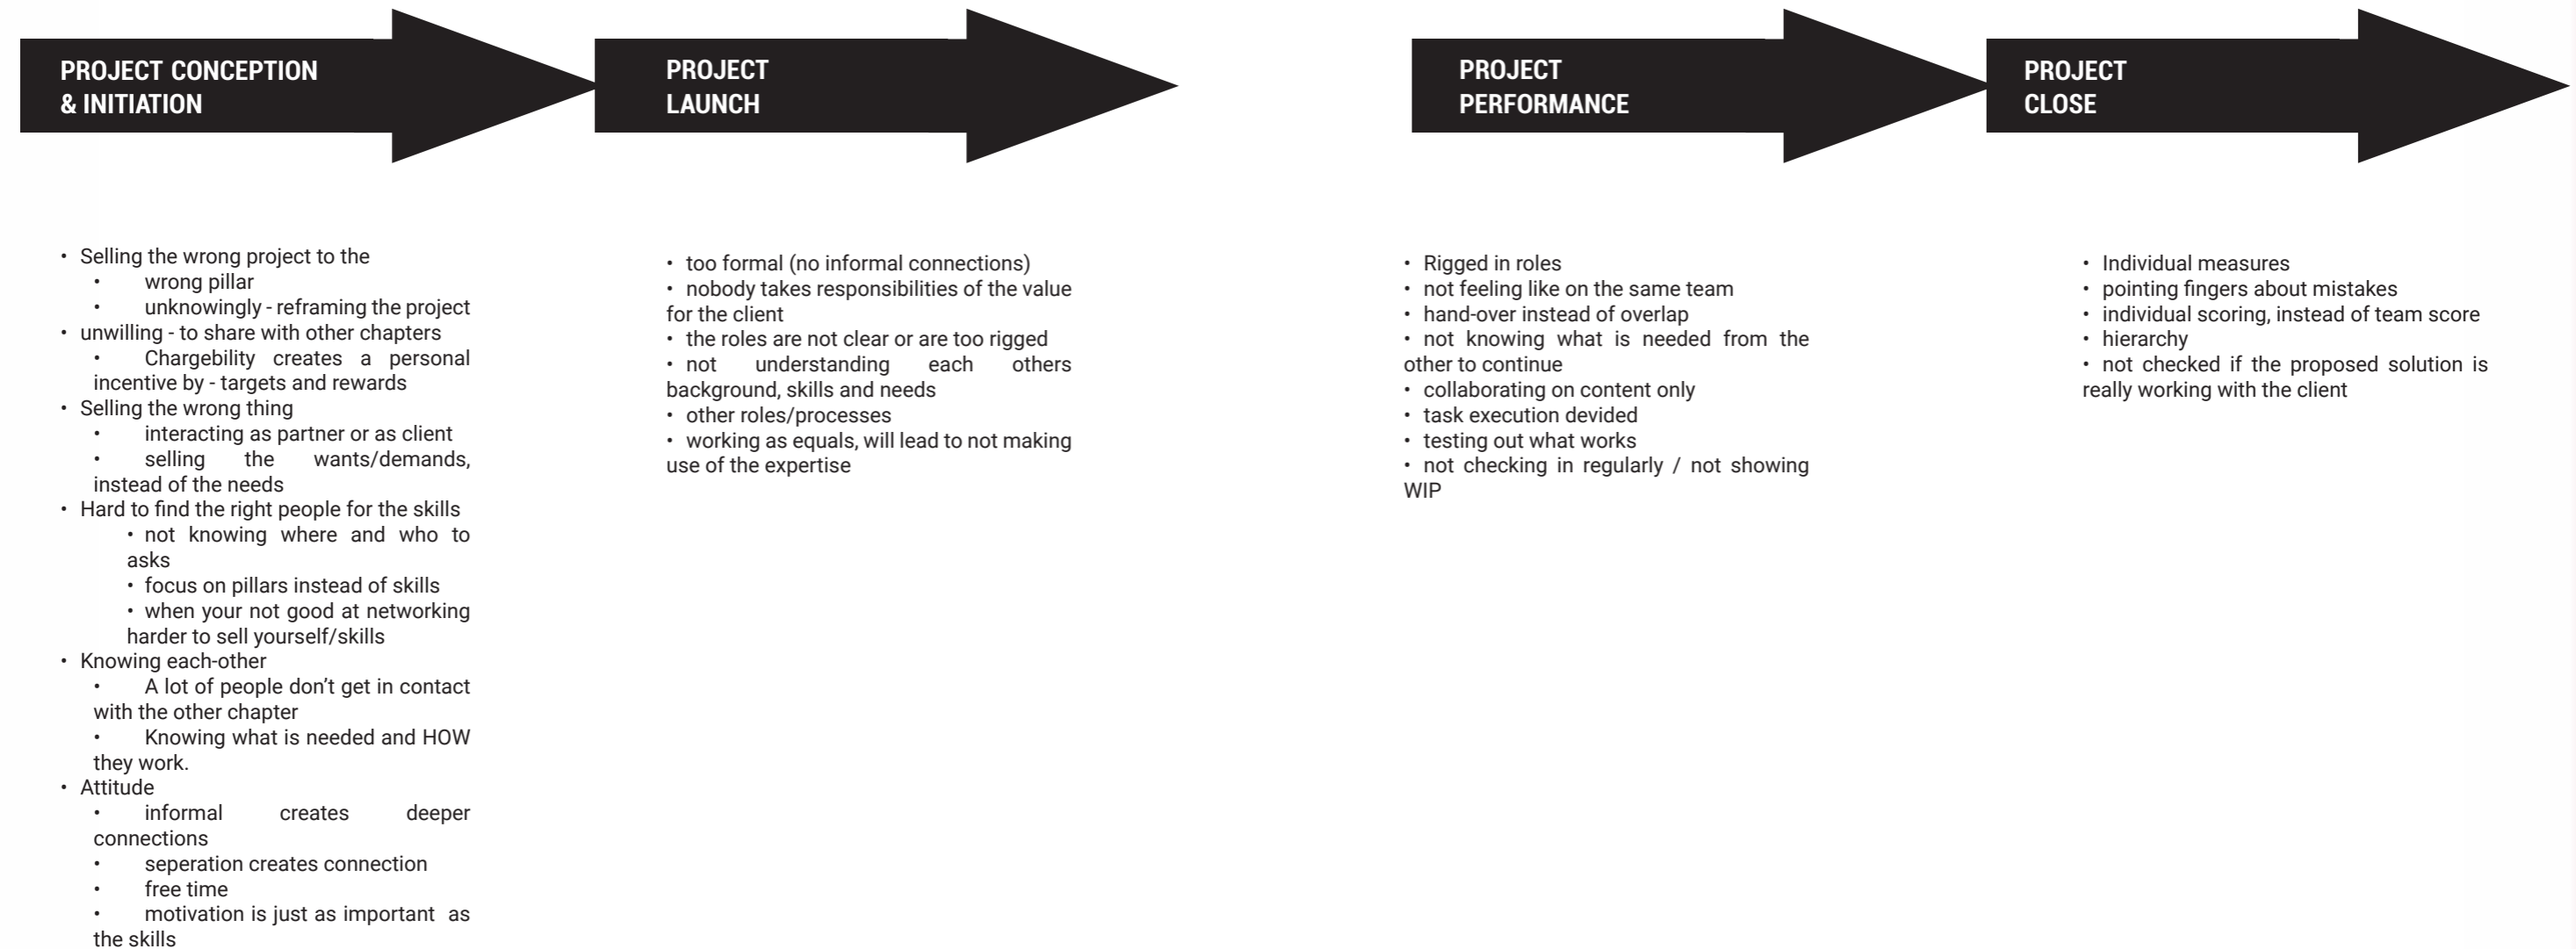 PROJECT CONCEPTION
& INITIATION
PROJECT
LAUNCH
PROJECT
PERFORMANCE
PROJECT
CLOSE
• Selling the wrong project to the
• wrong pillar
• unknowingly - reframing the project
• unwilling - to share with other chapters
• Chargebility creates a personal
incentive by - targets and rewards
• Selling the wrong thing
• interacting as partner or as client
• selling the wants/demands,
instead of the needs
• Hard to find the right people for the skills
• not knowing where and who to
asks
• focus on pillars instead of skills
• when your not good at networking
harder to sell yourself/skills
• Knowing each-other
• A lot of people don’t get in contact
with the other chapter
• Knowing what is needed and HOW
they work.
• Attitude
• informal creates deeper
connections
• seperation creates connection
• free time
• motivation is just as important as
the skills
• too formal (no informal connections)
• nobody takes responsibilities of the value
for the client
• the roles are not clear or are too rigged
• not understanding each others
background, skills and needs
• other roles/processes
• working as equals, will lead to not making
use of the expertise
• Rigged in roles
• not feeling like on the same team
• hand-over instead of overlap
• not knowing what is needed from the
other to continue
• collaborating on content only
• task execution devided
• testing out what works
• not checking in regularly / not showing
WIP
• Individual measures
• pointing fingers about mistakes
• individual scoring, instead of team score
• hierarchy
• not checked if the proposed solution is
really working with the client